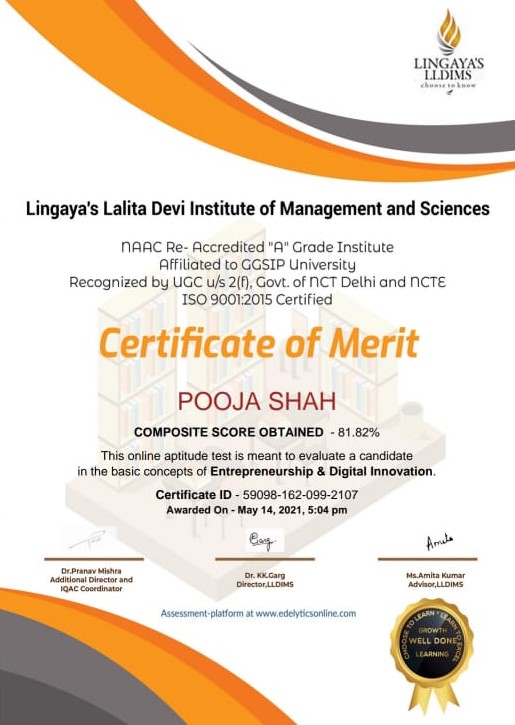 LINGAYA'S
LLDIMS
choose to know
Lingaya's Lalita Devi Institute of Management and Sciences
NAAC Re- Accredited "A" Grade Institute
Affiliated to GGSIP University
Recognized by UGC u/s 2(f), Govt. of NCT Delhi and NCTE
ISO 9001:2015 Certified
Certificate of Merit
POOJA SHAH
COMPOSITE SCORE OBTAINED - 81.82%
This online aptitude test is meant to evaluate a candidate
in the basic concepts of Entrepreneurship & Digital Innovation.
Certificate ID - 59098-162-099-2107
Awarded On - May 14, 2021, 5:04 pm
Garg
Amita
Dr.Pranav Mishra
Additional Director and
IQAC Coordinator
Dr. KK.Garg
Director,LLDIMS
Ms.Amita Kumar
Advisor,LLDIMS
Assessment-platform at www.edelyticsonline.com
CHOOSE TO LEARN * LEARN TO EXCEL
GROWTH
WELL DONE
LEARNING